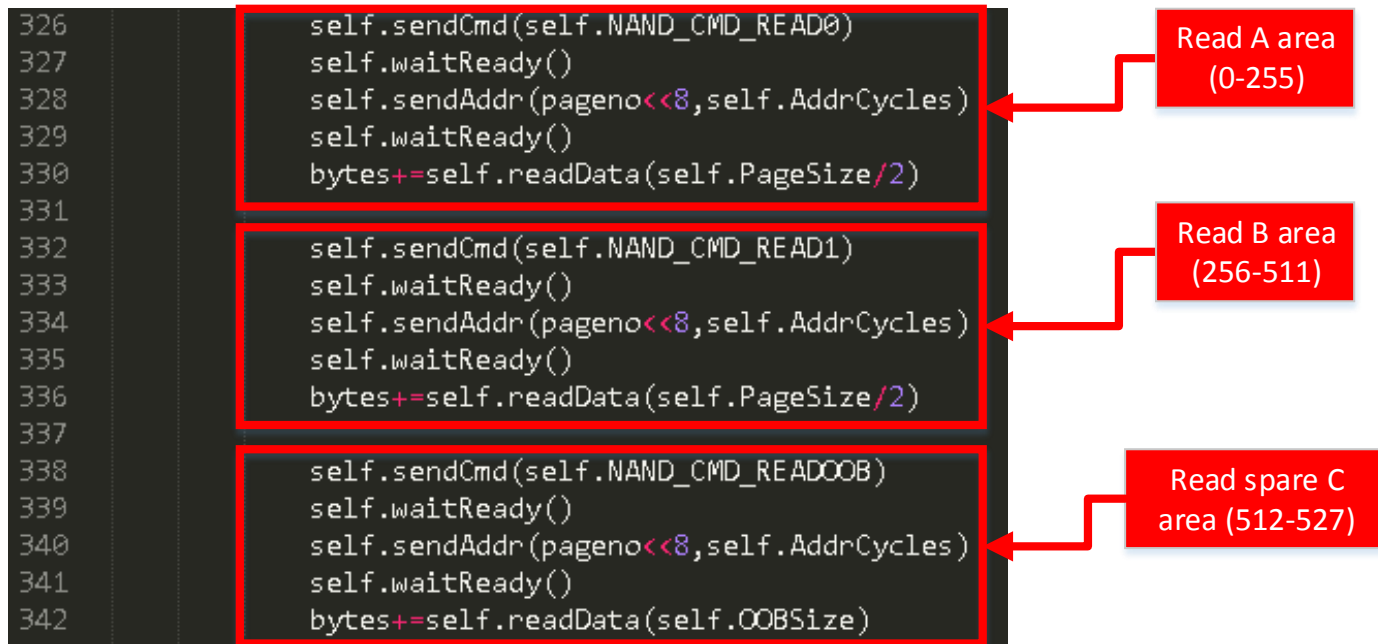 326 self.sendCmd(self.NAND_CMD_READ0)
327 self.waitReady()
328 self.sendAddr(pageno<<8,self.AddrCycles)
329 self.waitReady()
330 bytes+=self.readData(self.PageSize/2)
331
332 self.sendCmd(self.NAND_CMD_READ1)
333 self.waitReady()
334 self.sendAddr(pageno<<8,self.AddrCycles)
335 self.waitReady()
336 bytes+=self.readData(self.PageSize/2)
337
338 self.sendCmd(self.NAND_CMD_READOOB)
339 self.waitReady()
340 self.sendAddr(pageno<<8,self.AddrCycles)
341 self.waitReady()
342 bytes+=self.readData(self.OOBSize)
Read A area
(0-255)
Read B area
(256-511)
Read spare C
area (512-527)